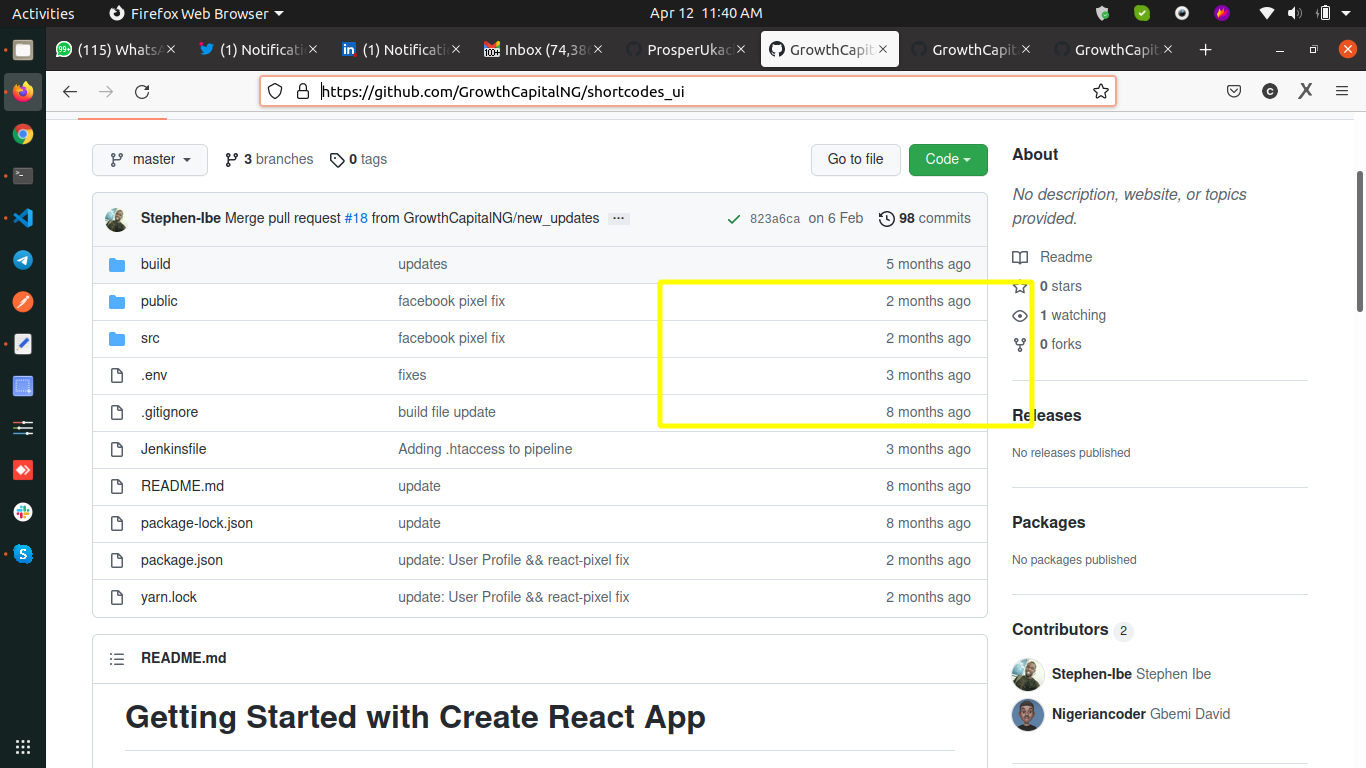 Activities Firefox Web Browser Apr 12 11:40 AM
(115) WhatsA (1) Notificati (1) Notificati Inbox (74,38 ProsperUkac GrowthCapit GrowthCapit GrowthCapit
https://github.com/GrowthCapitalNG/shortcodes_ui
master 3 branches 0 tags Go to file Code
Stephen-Ibe Merge pull request #18 from GrowthCapitalNG/new_updates ... 823a6ca on 6 Feb 98 commits
build updates 5 months ago
public facebook pixel fix 2 months ago
src facebook pixel fix 2 months ago
.env fixes 3 months ago
.gitignore build file update 8 months ago
Jenkinsfile Adding .htaccess to pipeline 3 months ago
README.md update 8 months ago
package-lock.json update 8 months ago
package.json update: User Profile && react-pixel fix 2 months ago
yarn.lock update: User Profile && react-pixel fix 2 months ago
README.md
Getting Started with Create React App
About
No description, website, or topics
provided.
Readme
0 stars
1 watching
0 forks
Releases
No releases published
Packages
No packages published
Contributors 2
Stephen-Ibe Stephen Ibe
Nigeriancoder Gbemi David